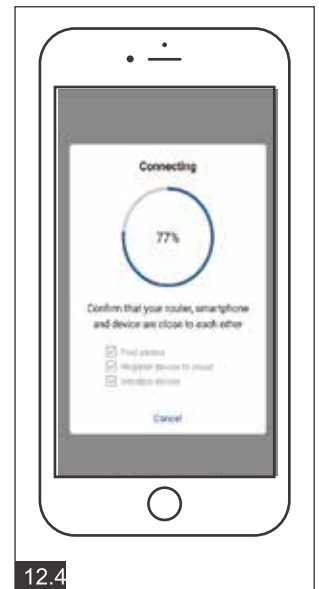 Connecting
77%
Confirm that your router, smartphone
and device are close to each other
Find device
Register device to cloud
Initialize device
Cancel
12.4